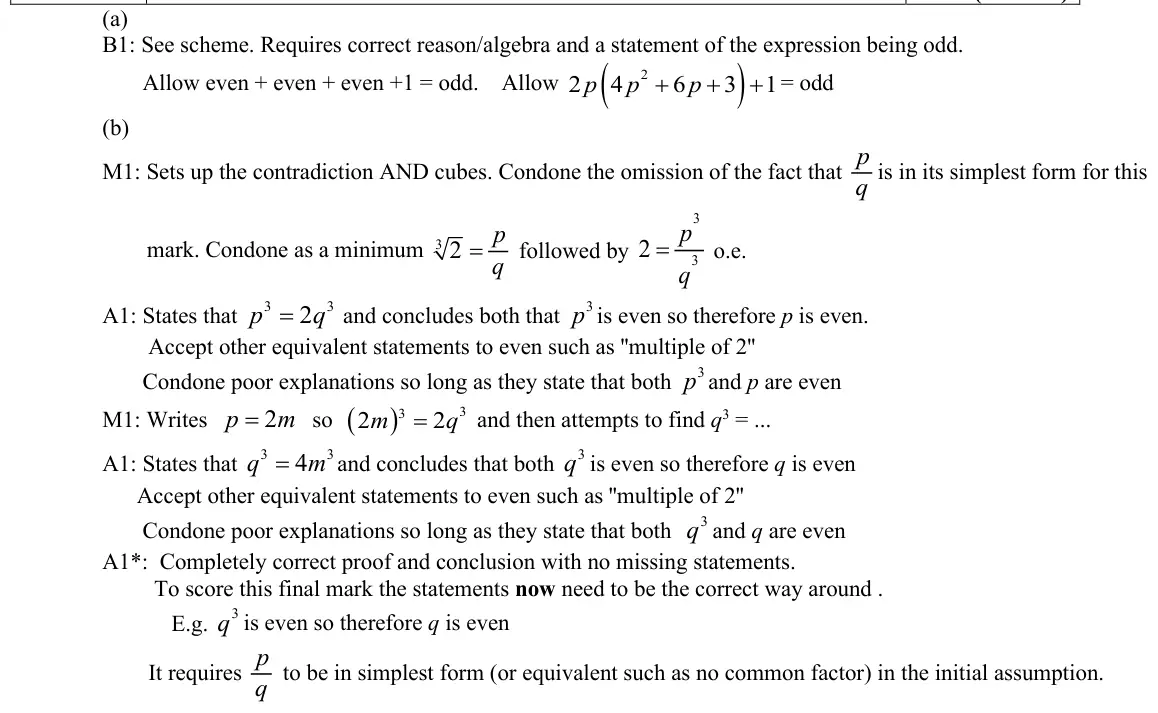 (a)
B1: See scheme. Requires correct reason/algebra and a statement of the expression being odd.
Allow even + even + even +1 = odd. Allow 2p(4p² + 6p + 3) + 1 = odd
(b)
M1: Sets up the contradiction AND cubes. Condone the omission of the fact that p/q is in its simplest form for this
mark. Condone as a minimum ∛2 = p/q followed by 2 = p³/q³ o.e.
A1: States that p³ = 2q³ and concludes both that p³ is even so therefore p is even.
Accept other equivalent statements to even such as "multiple of 2"
Condone poor explanations so long as they state that both p³ and p are even
M1: Writes p = 2m so (2m)³ = 2q³ and then attempts to find q³ = ...
A1: States that q³ = 4m³ and concludes that both q³ is even so therefore q is even
Accept other equivalent statements to even such as "multiple of 2"
Condone poor explanations so long as they state that both q³ and q are even
A1*: Completely correct proof and conclusion with no missing statements.
To score this final mark the statements now need to be the correct way around .
E.g. q³ is even so therefore q is even
It requires p/q to be in simplest form (or equivalent such as no common factor) in the initial assumption.